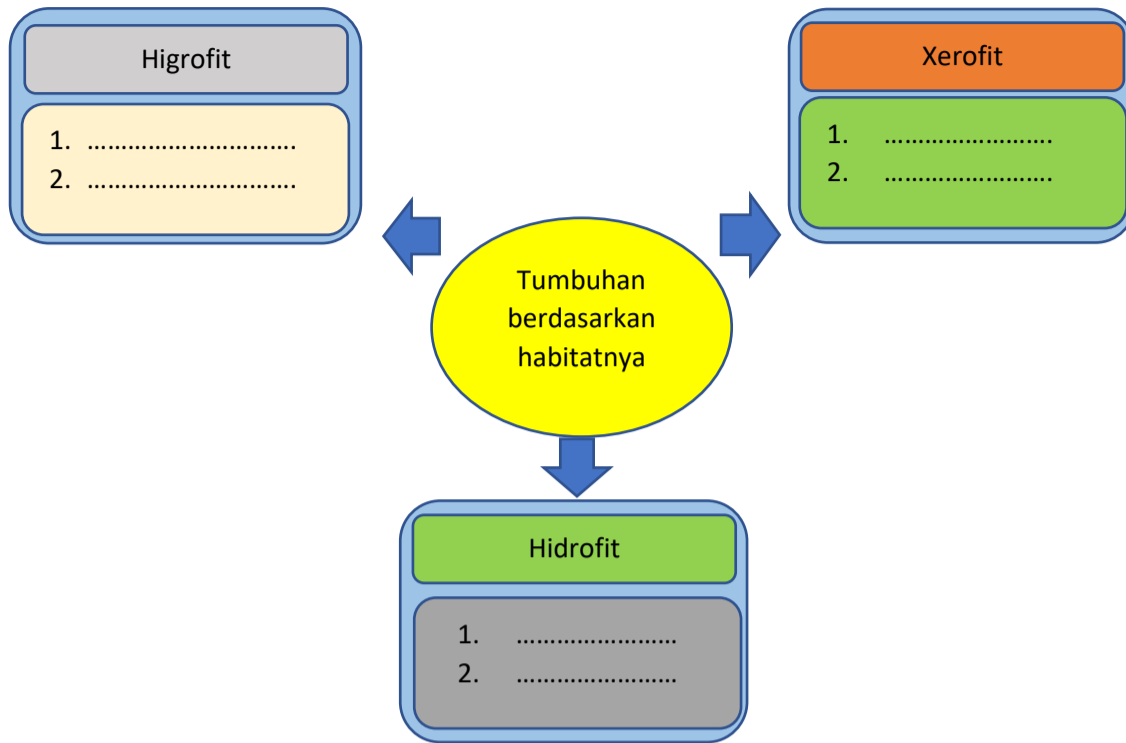 Higrofit
1. ................................
2. ................................
Xerofit
1. ..........................
2. ..........................
Tumbuhan
berdasarkan
habitatnya
Hidrofit
1. ........................
2. ........................